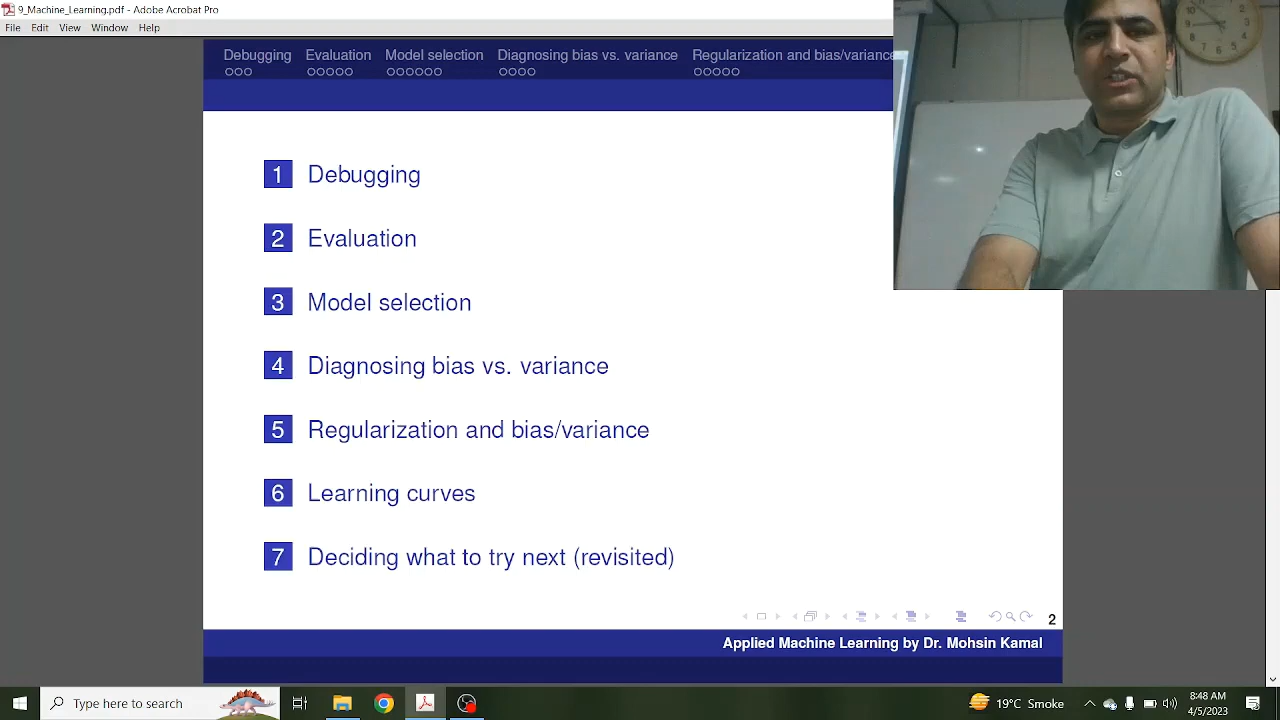 9_Machine_Learning.pdf - Adobe Acrobat Pro
File Edit View Window Help
Debugging Evaluation Model selection Diagnosing bias vs. variance Regularization and bias/variance
1 Debugging
2 Evaluation
3 Model selection
4 Diagnosing bias vs. variance
5 Regularization and bias/variance
6 Learning curves
7 Deciding what to try next (revisited)
2
Applied Machine Learning by Dr. Mohsin Kamal
Type here to search
19°C Smoke
8:48 AM
4/5/2023